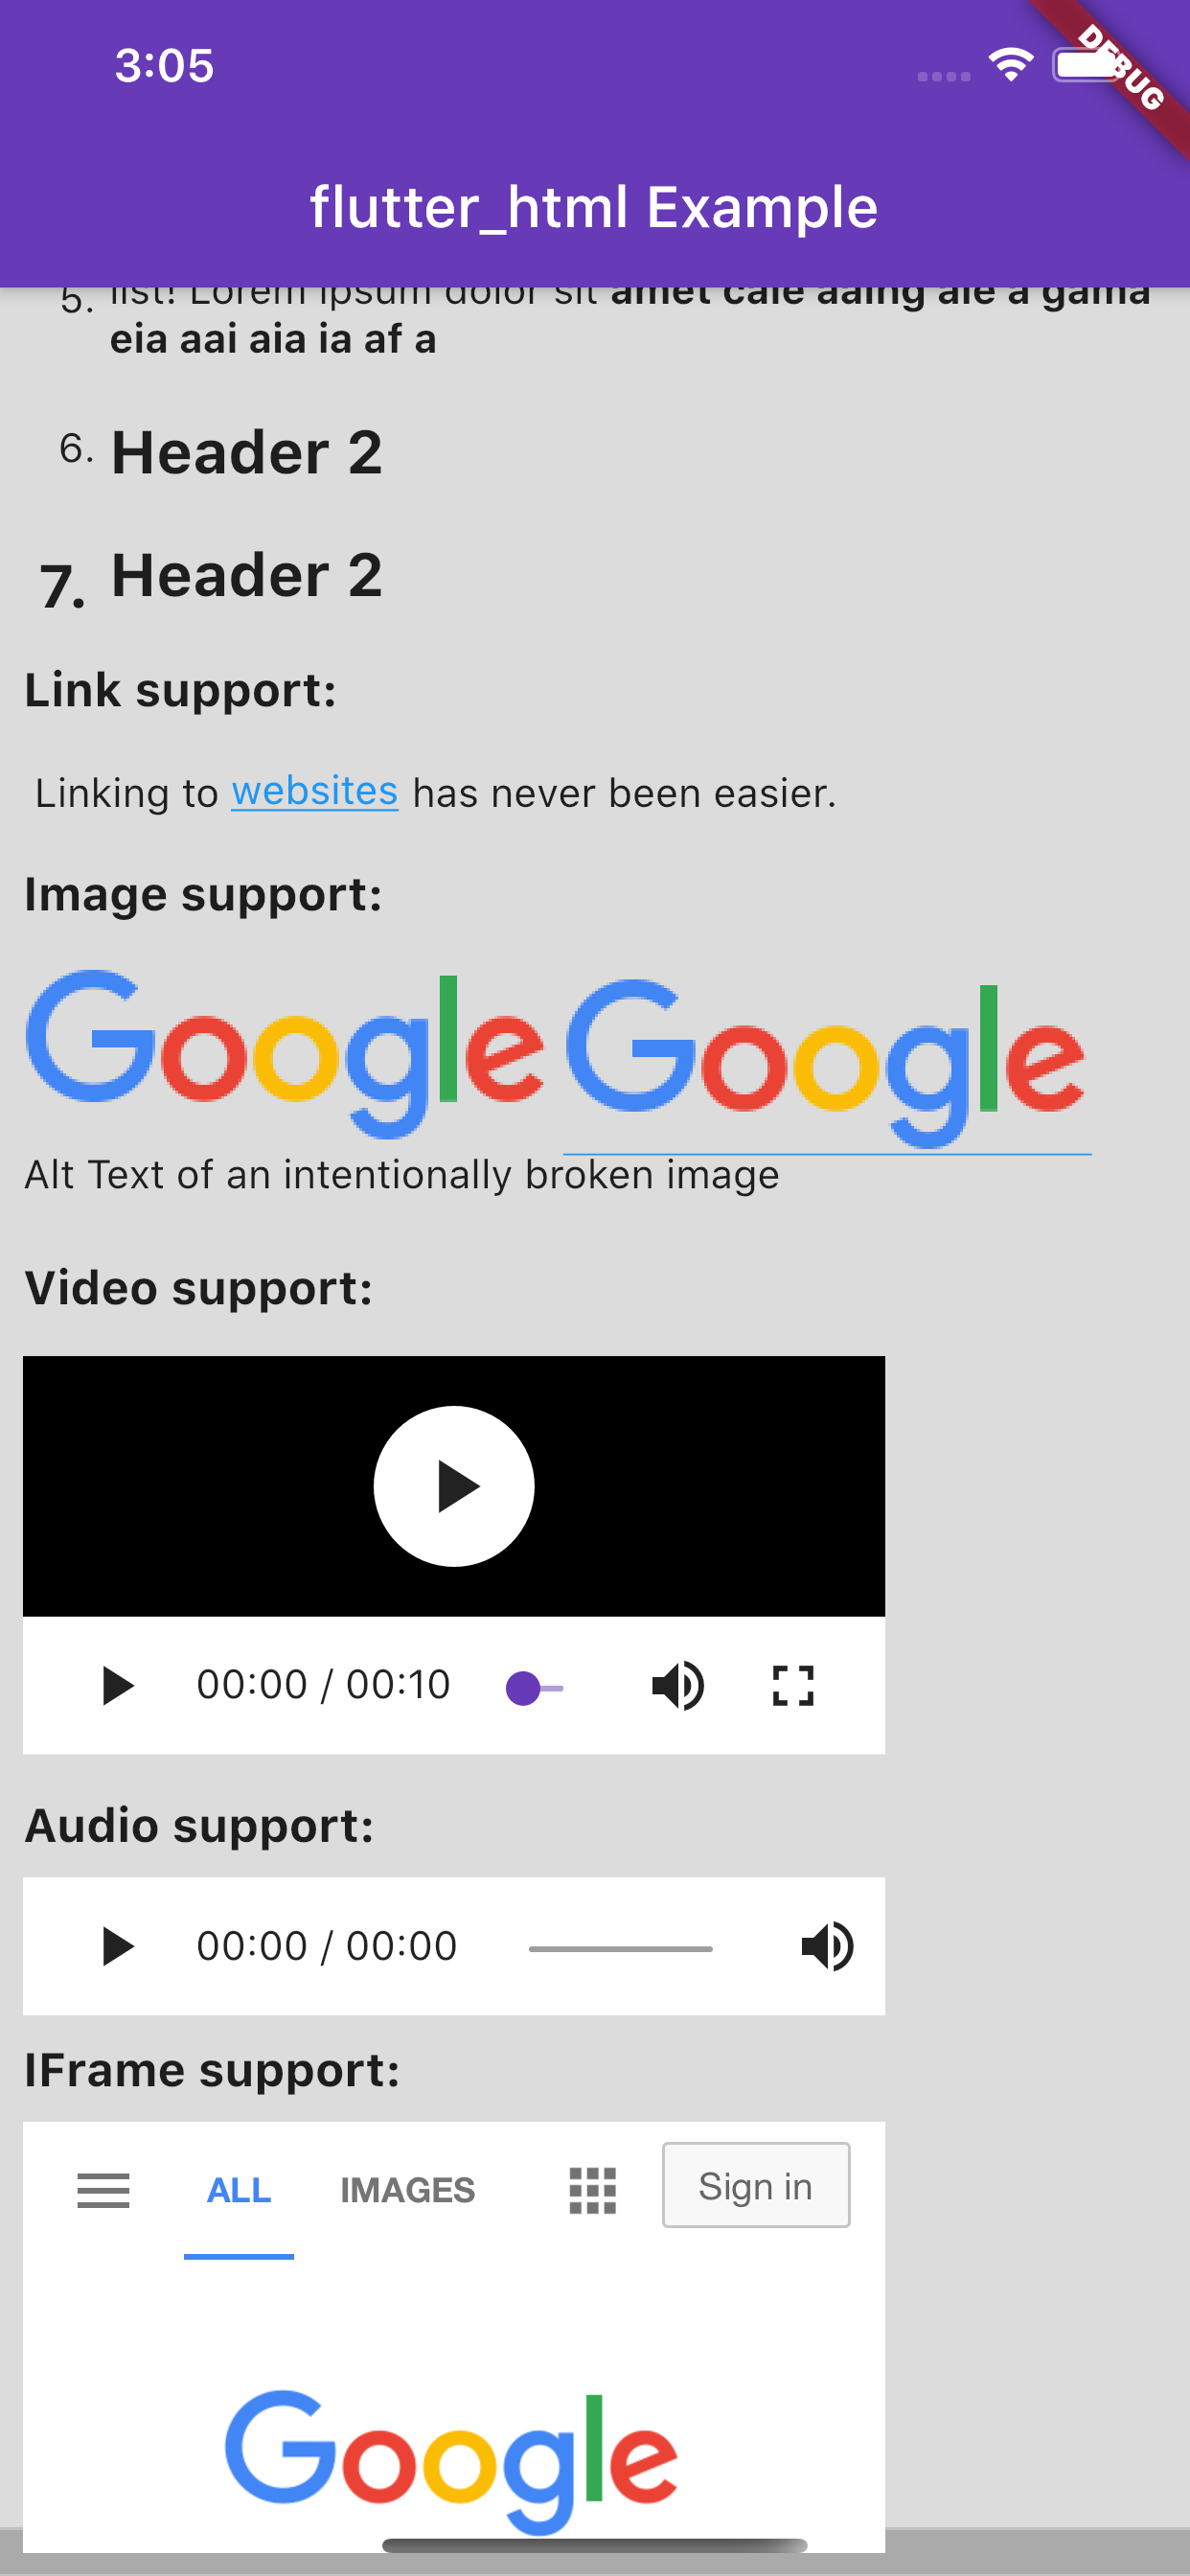 3:05
DEBUG
flutter_html Example
5. list! Lorem ipsum dolor sit amet cale aaing ale a gama
eia aai aia ia af a
6. Header 2
7. Header 2
Link support:
Linking to websites has never been easier.
Image support:
Google Google
Alt Text of an intentionally broken image
Video support:
00:00 / 00:10
Audio support:
00:00 / 00:00
IFrame support:
ALL IMAGES Sign in
Google